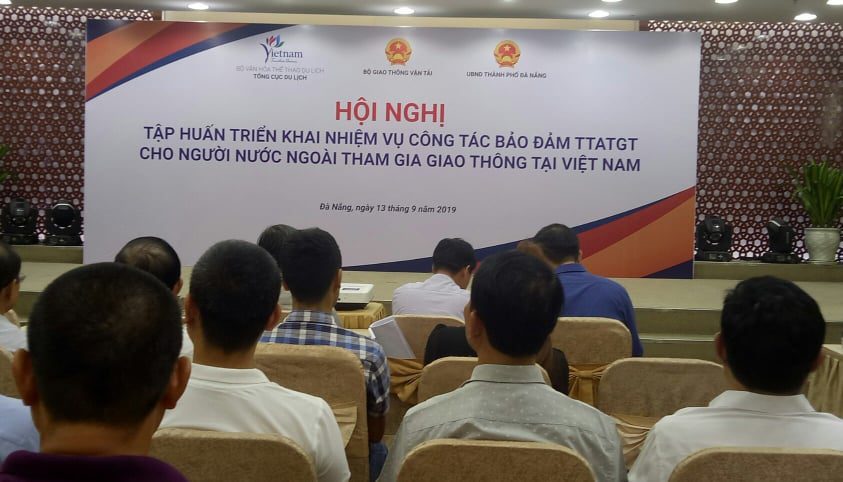 Vietnam
BỘ VĂN HÓA THỂ THAO DU LỊCH
TỔNG CỤC DU LỊCH
BỘ GIAO THÔNG VẬN TẢI
UBND THÀNH PHỐ ĐÀ NẴNG
HỘI NGHỊ
TẬP HUẤN TRIỂN KHAI NHIỆM VỤ CÔNG TÁC BẢO ĐẢM TTATGT
CHO NGƯỜI NƯỚC NGOÀI THAM GIA GIAO THÔNG TẠI VIỆT NAM
Đà Nẵng, ngày 13 tháng 9 năm 2019